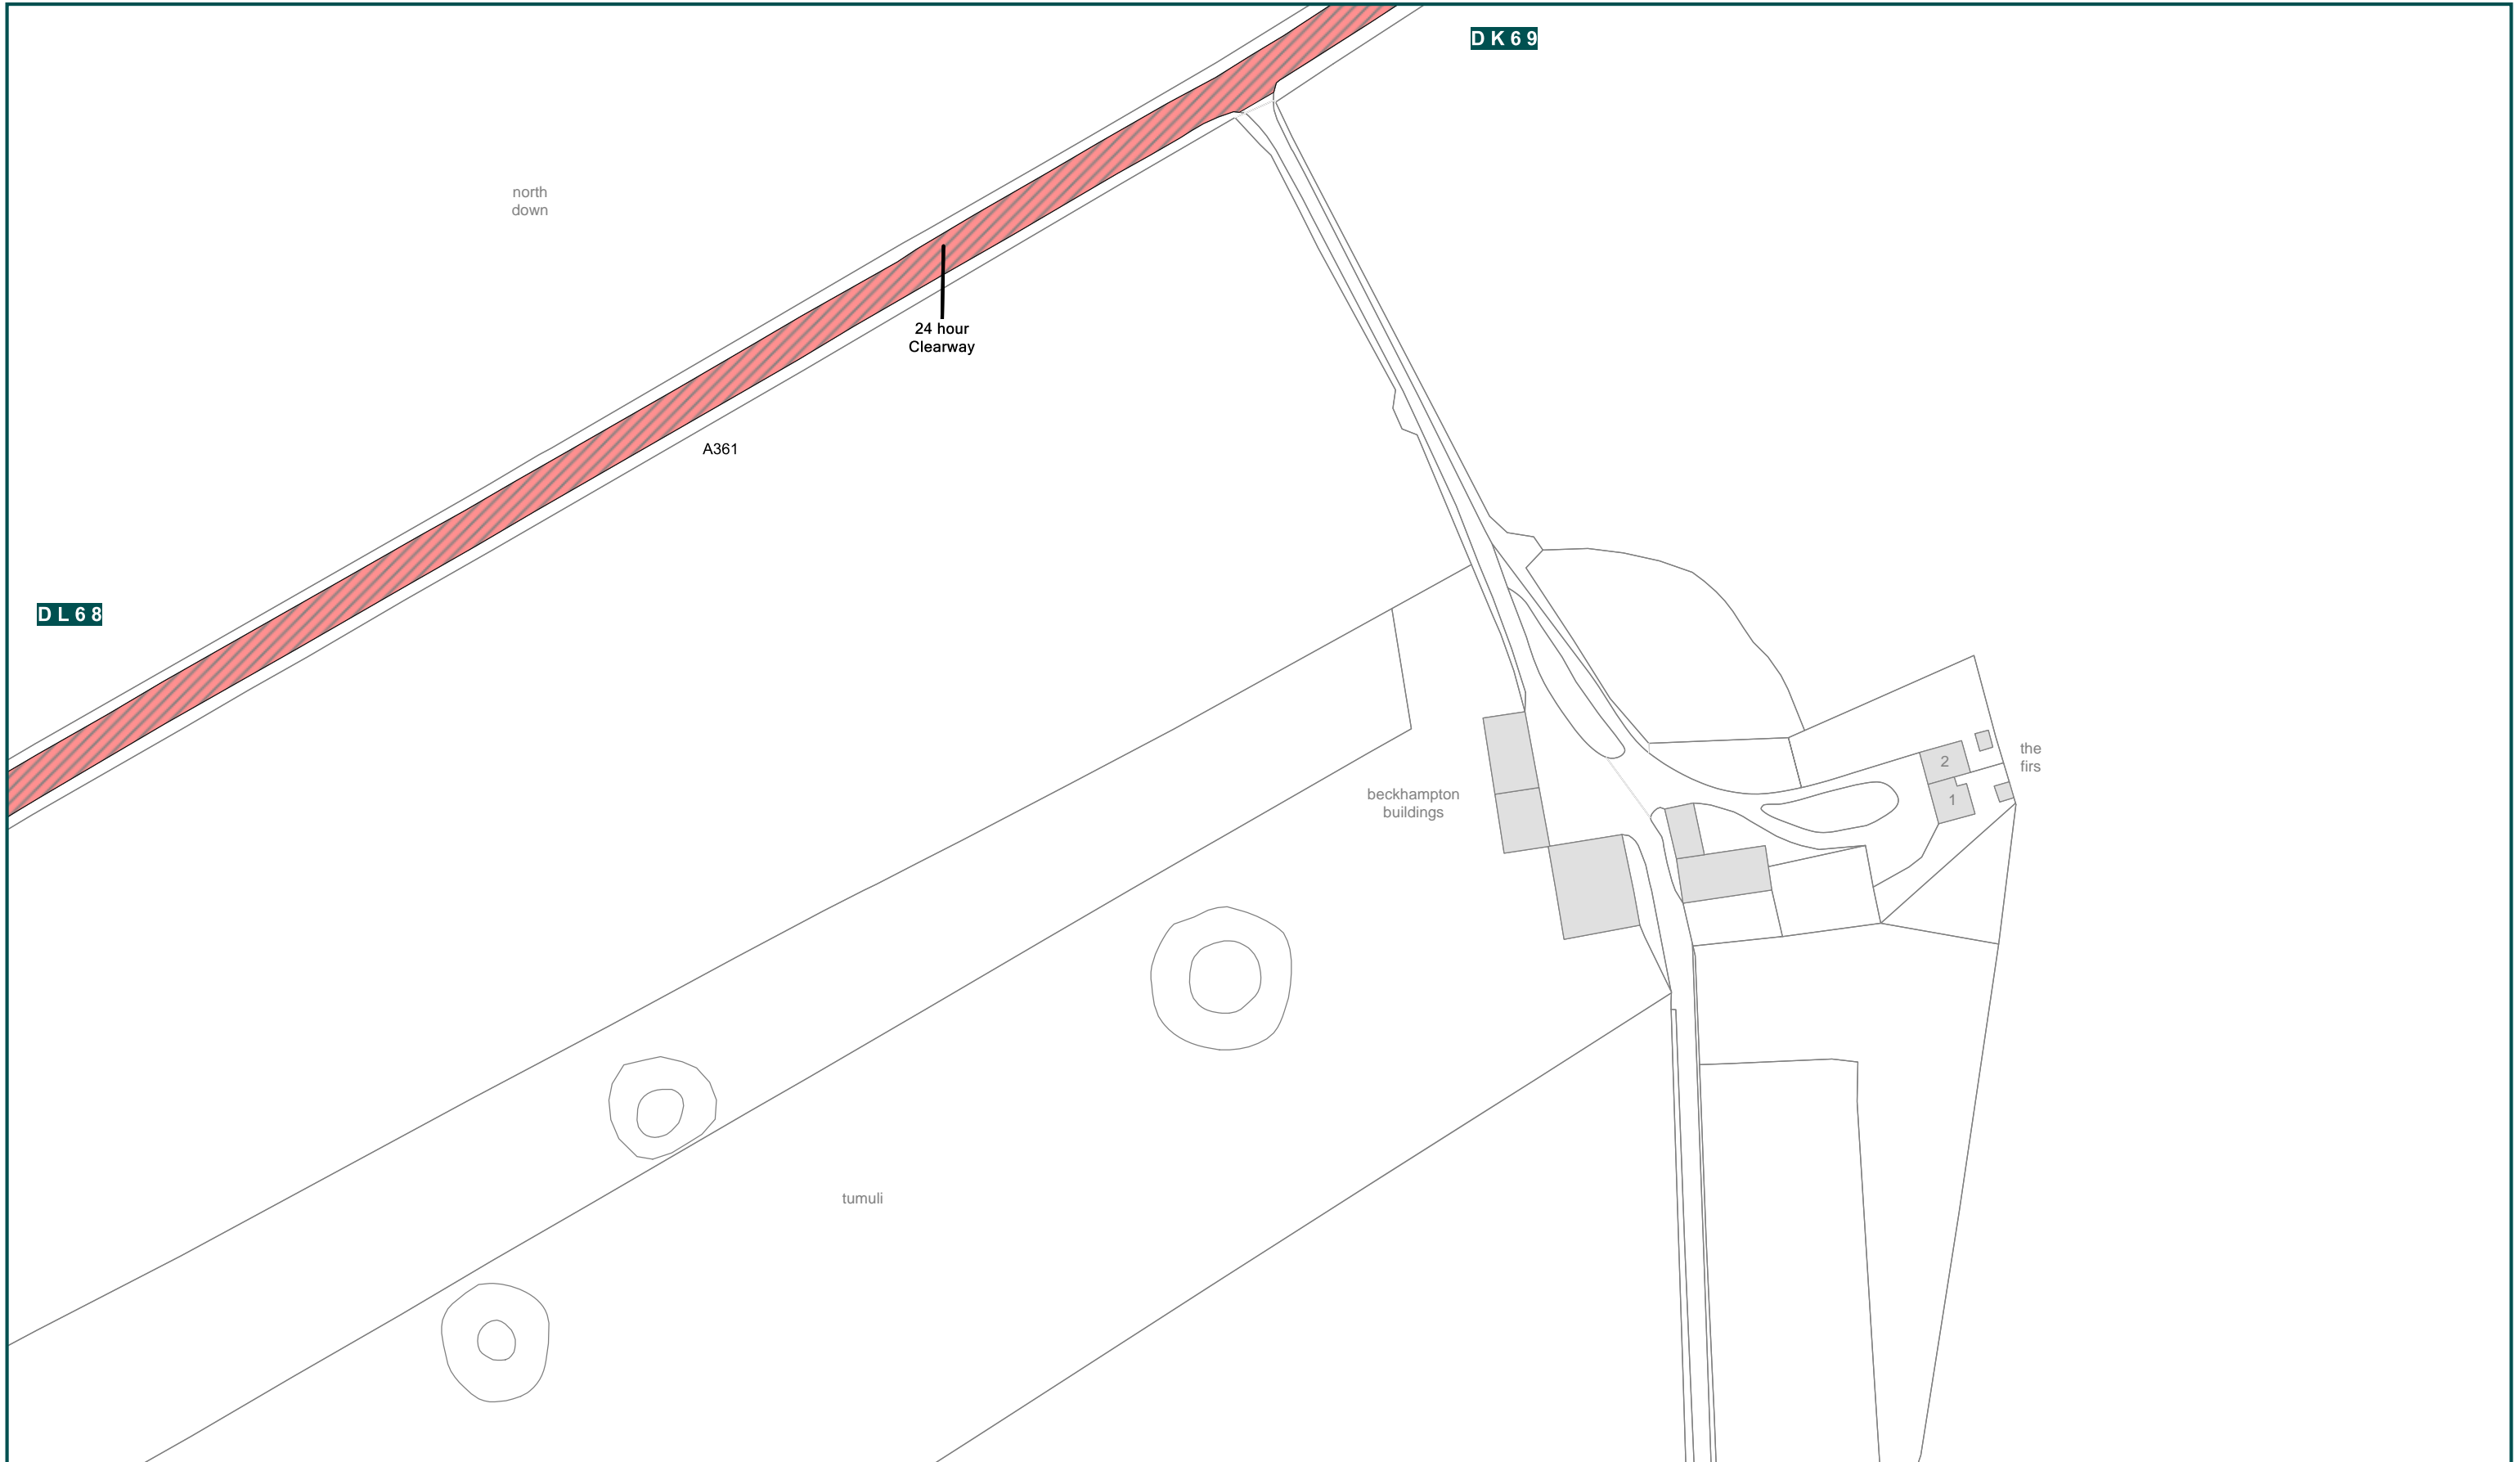 DK69
north
down
24 hour
Clearway
A361
DL68
the
firs
2
1
beckhampton
buildings
tumuli